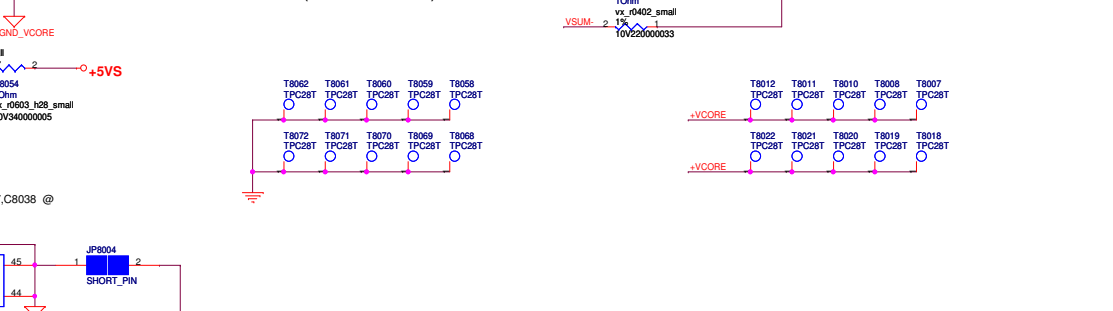 1Ohm
vx_r0402_small
VSUM- 2 1% 1
10V220000033
GND_VCORE
2 +5VS
8054
Ohm
x_r0603_h28_small
0V340000005
T8062 T8061 T8060 T8059 T8058
TPC28T TPC28T TPC28T TPC28T TPC28T
T8072 T8071 T8070 T8069 T8068
TPC28T TPC28T TPC28T TPC28T TPC28T
T8012 T8011 T8010 T8008 T8007
TPC28T TPC28T TPC28T TPC28T TPC28T
+VCORE
T8022 T8021 T8020 T8019 T8018
TPC28T TPC28T TPC28T TPC28T TPC28T
+VCORE
,C8038 @
JP8004
45 1 2
SHORT_PIN
44